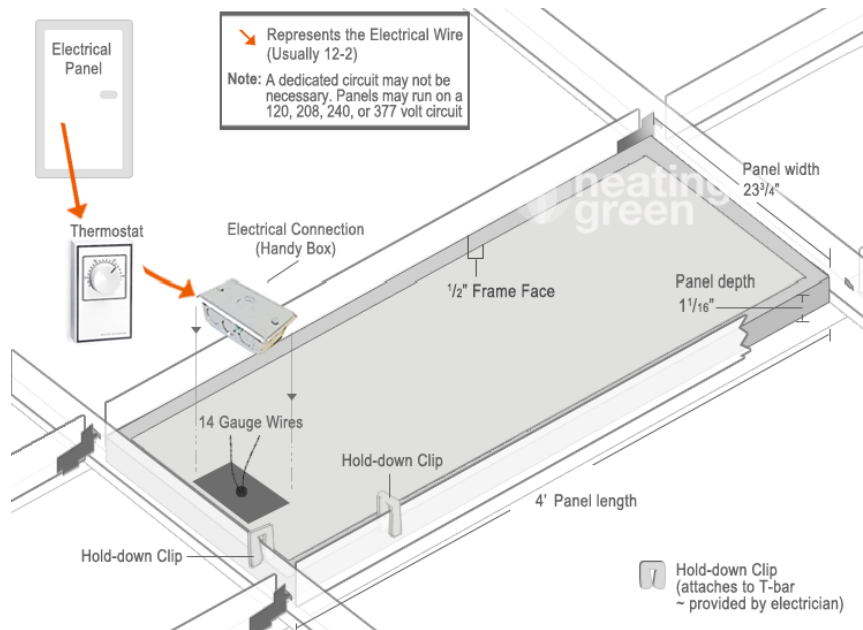 Electrical
Panel
Represents the Electrical Wire
(Usually 12-2)
Note: A dedicated circuit may not be
necessary. Panels may run on a
120, 208, 240, or 377 volt circuit
Panel width
23³/₄"
heating
green
Thermostat
Electrical Connection
(Handy Box)
¹/₂" Frame Face
Panel depth
1¹/₁₆"
14 Gauge Wires
Hold-down Clip
4' Panel length
Hold-down Clip
Hold-down Clip
(attaches to T-bar
~ provided by electrician)